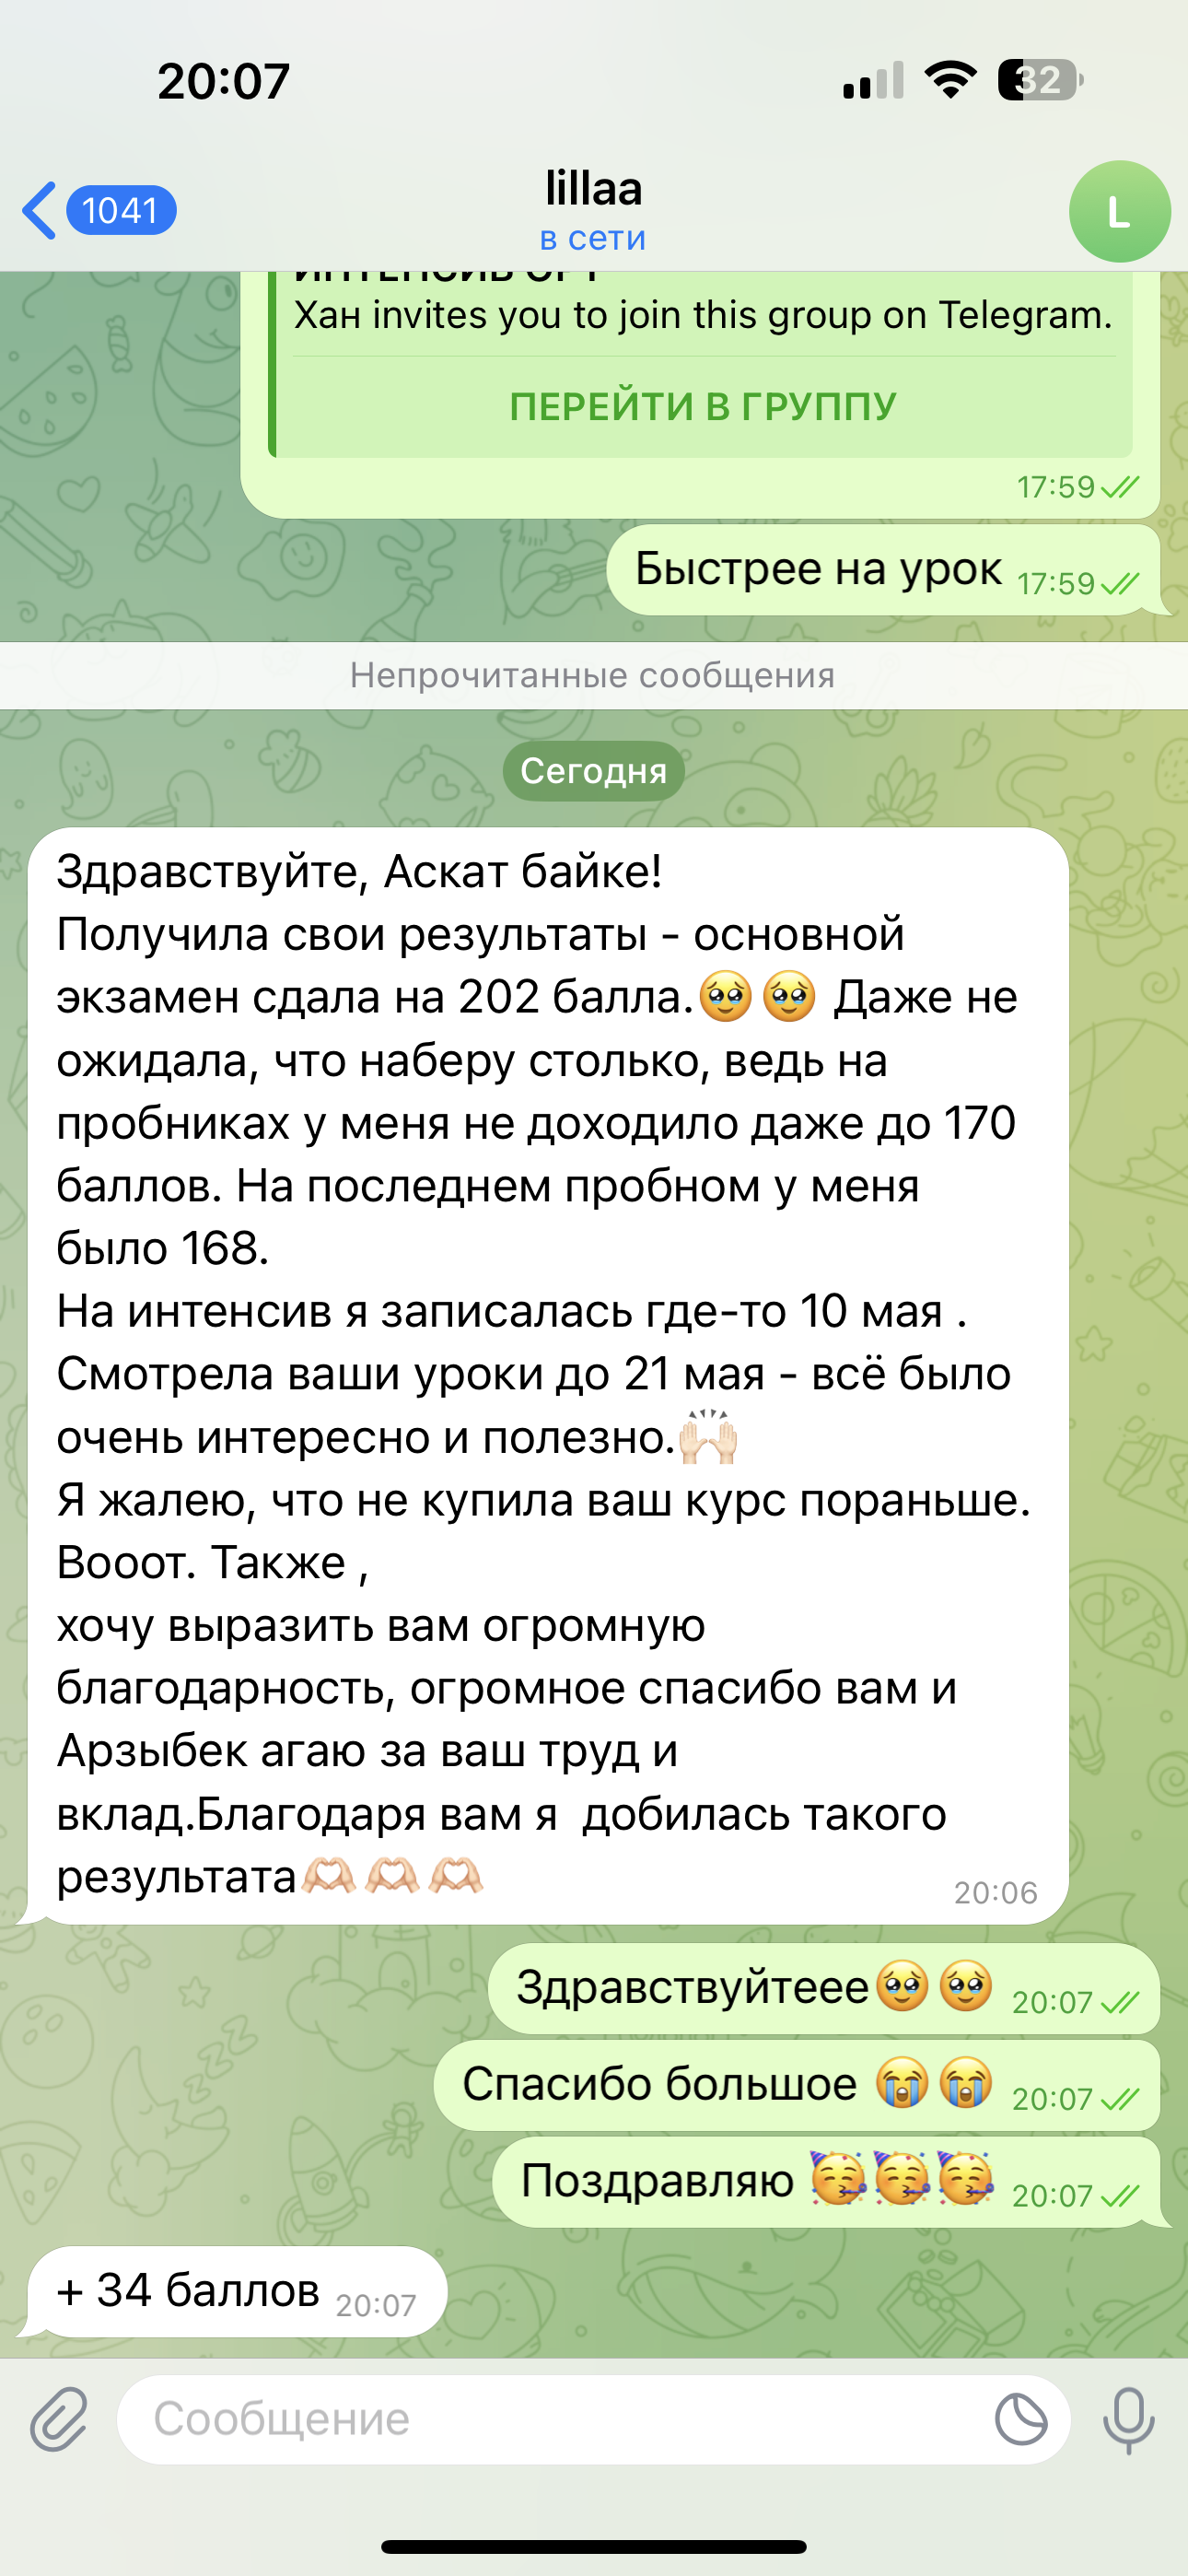 20:07
32
1041
lillaa
в сети
L
ИНТЕНСИВ ОРТ
Хан invites you to join this group on Telegram.
ПЕРЕЙТИ В ГРУППУ
17:59
Быстрее на урок 17:59
Непрочитанные сообщения
Сегодня
Здравствуйте, Аскат байке!
Получила свои результаты - основной
экзамен сдала на 202 балла.🥹🥹 Даже не
ожидала, что наберу столько, ведь на
пробниках у меня не доходило даже до 170
баллов. На последнем пробном у меня
было 168.
На интенсив я записалась где-то 10 мая .
Смотрела ваши уроки до 21 мая - всё было
очень интересно и полезно.🙌🏻
Я жалею, что не купила ваш курс пораньше.
Вооот. Также ,
хочу выразить вам огромную
благодарность, огромное спасибо вам и
Арзыбек агаю за ваш труд и
вклад.Благодаря вам я  добилась такого
результата🫶🏻🫶🏻🫶🏻
20:06
Здравствуйтеее🥹🥹 20:07
Спасибо большое 😭😭 20:07
Поздравляю 🥳🥳🥳 20:07
+ 34 баллов 20:07
Сообщение